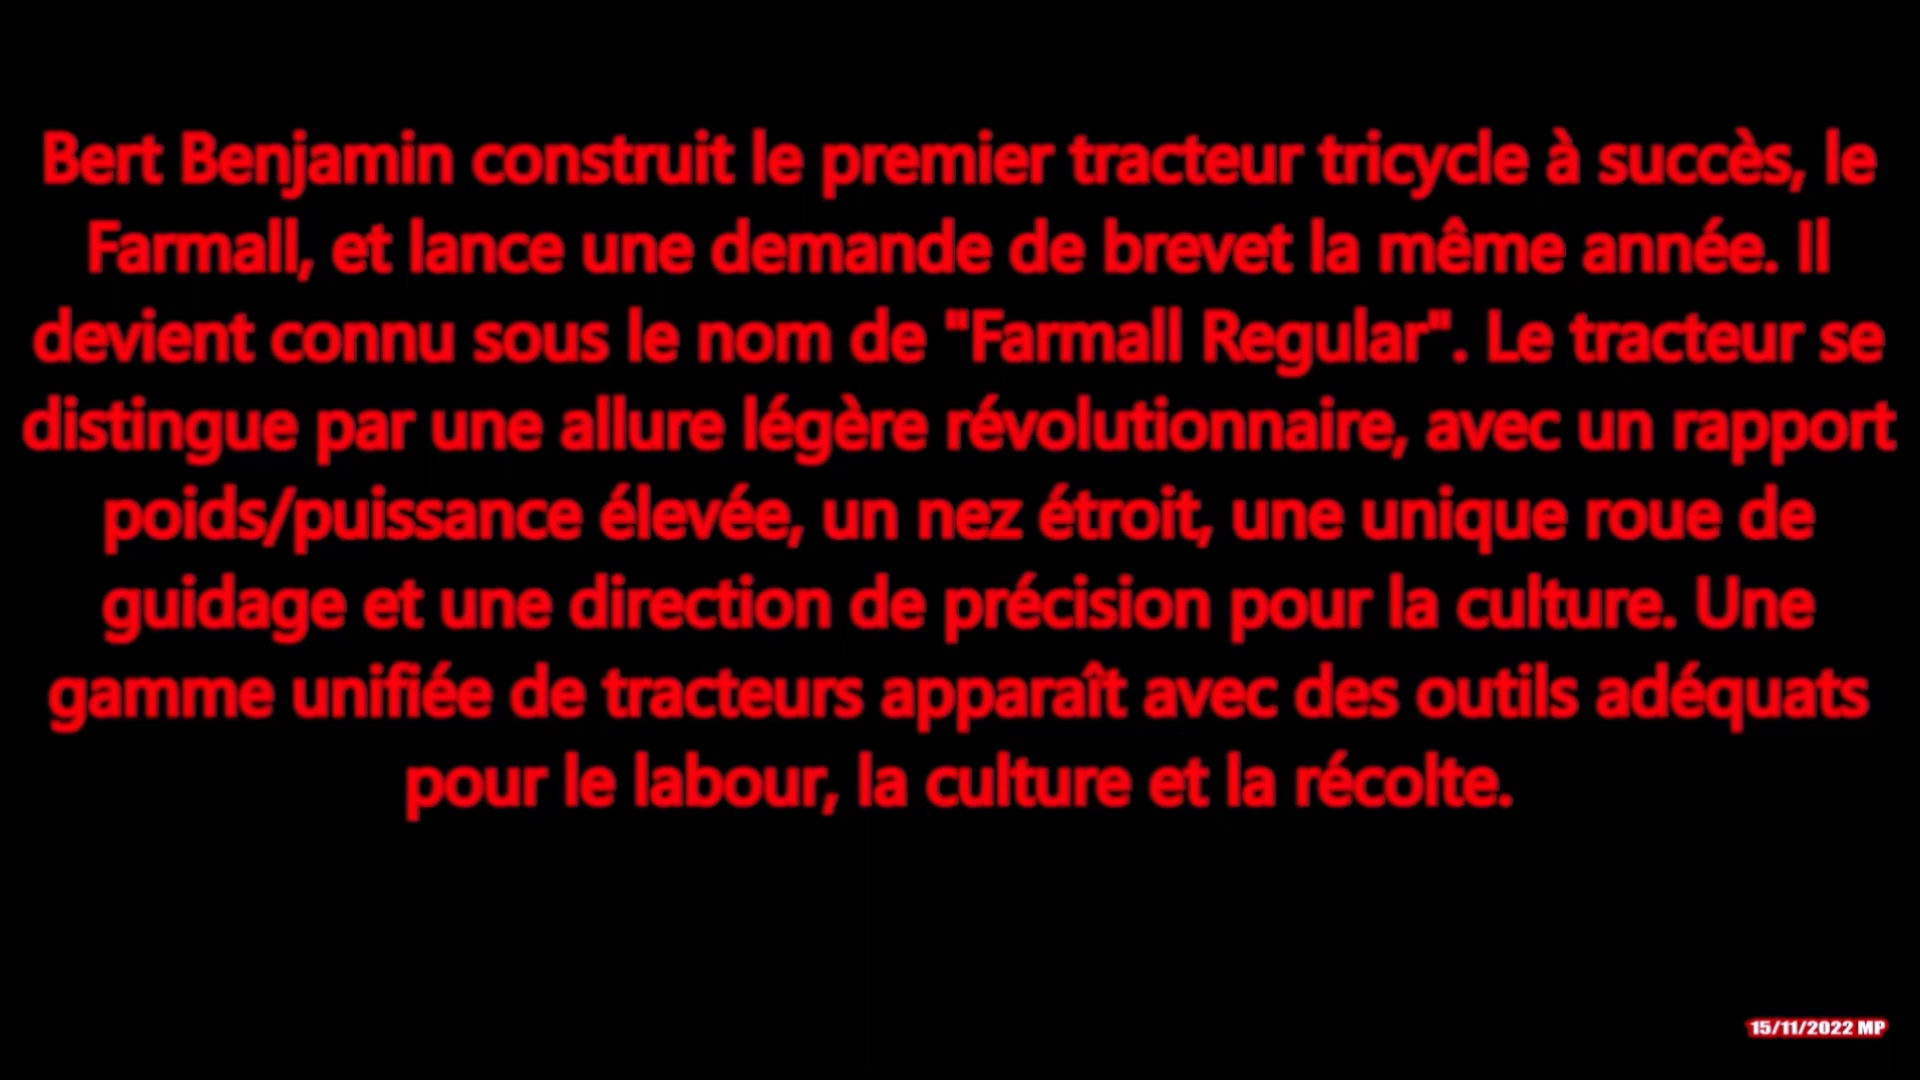 Bert Benjamin construit le premier tracteur tricycle à succès, le
Farmall, et lance une demande de brevet la même année. Il
devient connu sous le nom de "Farmall Regular". Le tracteur se
distingue par une allure légère révolutionnaire, avec un rapport
poids/puissance élevée, un nez étroit, une unique roue de
guidage et une direction de précision pour la culture. Une
gamme unifiée de tracteurs apparaît avec des outils adéquats
pour le labour, la culture et la récolte.
15/11/2022 MP